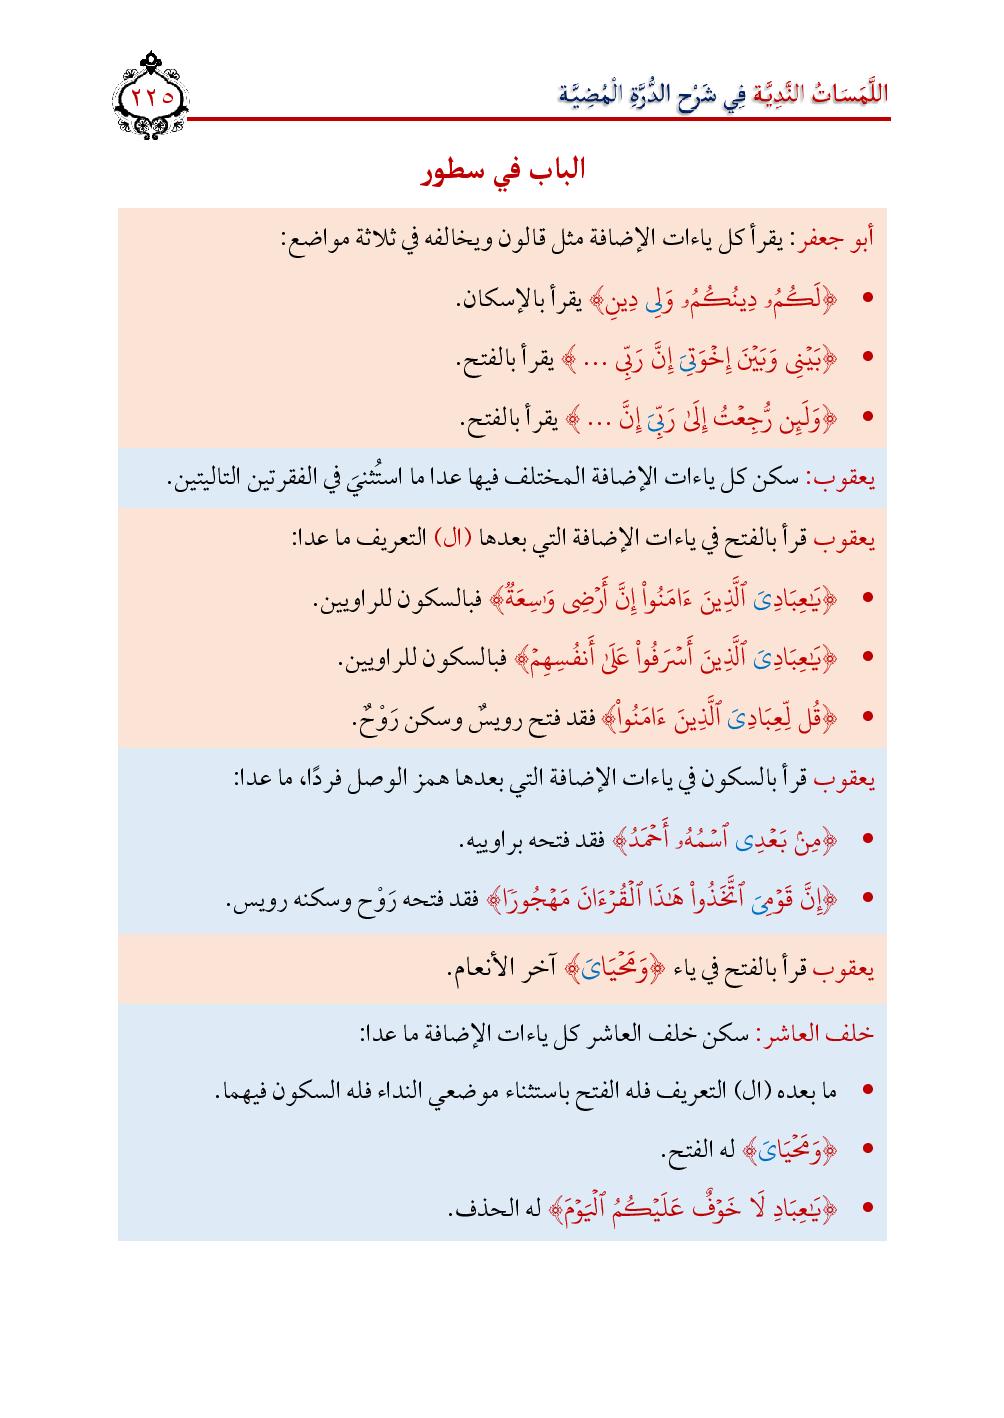 اللَّمَسَاتُ النَّدِيَّة فِي شَرْحِ الدُّرَّةِ الْمُضِيَّة
٢٢٥
الباب في سطور
أبو جعفر: يقرأ كل ياءات الإضافة مثل قالون ويخالفه في ثلاثة مواضع:
• ﴿لَكُمُۥ دِينُكُمُۥ وَلِى دِينِ﴾ يقرأ بالإسكان.
• ﴿بَيْنِى وَبَيْنَ إِخْوَتِىَ إِنَّ رَبِّى ... ﴾ يقرأ بالفتح.
• ﴿وَلَئِن رُّجِعْتُ إِلَىٰ رَبِّىَ إِنَّ ... ﴾ يقرأ بالفتح.
يعقوب: سكن كل ياءات الإضافة المختلف فيها عدا ما استُثنيَ في الفقرتين التاليتين.
يعقوب قرأ بالفتح في ياءات الإضافة التي بعدها (ال) التعريف ما عدا:
• ﴿يَٰعِبَادِىَ ٱلَّذِينَ ءَامَنُوا۟ إِنَّ أَرْضِى وَٰسِعَةٌ﴾ فبالسكون للراويين.
• ﴿يَٰعِبَادِىَ ٱلَّذِينَ أَسْرَفُوا۟ عَلَىٰ أَنفُسِهِمْ﴾ فبالسكون للراويين.
• ﴿قُل لِّعِبَادِىَ ٱلَّذِينَ ءَامَنُوا۟﴾ فقد فتح رويسٌ وسكن رَوْحٌ.
يعقوب قرأ بالسكون في ياءات الإضافة التي بعدها همز الوصل فردًا، ما عدا:
• ﴿مِنۢ بَعْدِى ٱسْمُهُۥ أَحْمَدُ﴾ فقد فتحه براوييه.
• ﴿إِنَّ قَوْمِىَ ٱتَّخَذُوا۟ هَٰذَا ٱلْقُرْءَانَ مَهْجُورًا﴾ فقد فتحه رَوْح وسكنه رويس.
يعقوب قرأ بالفتح في ياء ﴿وَمَحْيَاىَ﴾ آخر الأنعام.
خلف العاشر: سكن خلف العاشر كل ياءات الإضافة ما عدا:
• ما بعده (ال) التعريف فله الفتح باستثناء موضعي النداء فله السكون فيهما.
• ﴿وَمَحْيَاىَ﴾ له الفتح.
• ﴿يَٰعِبَادِ لَا خَوْفٌ عَلَيْكُمُ ٱلْيَوْمَ﴾ له الحذف.